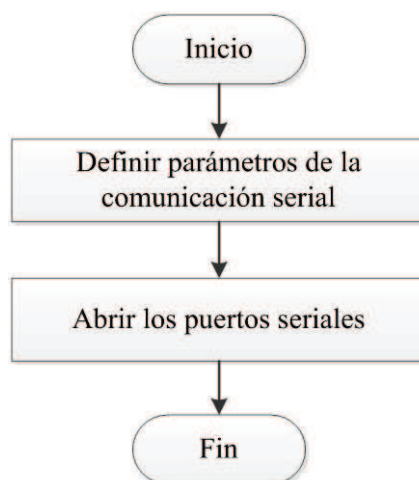 Inicio
Definir parámetros de la
comunicación serial
Abrir los puertos seriales
Fin